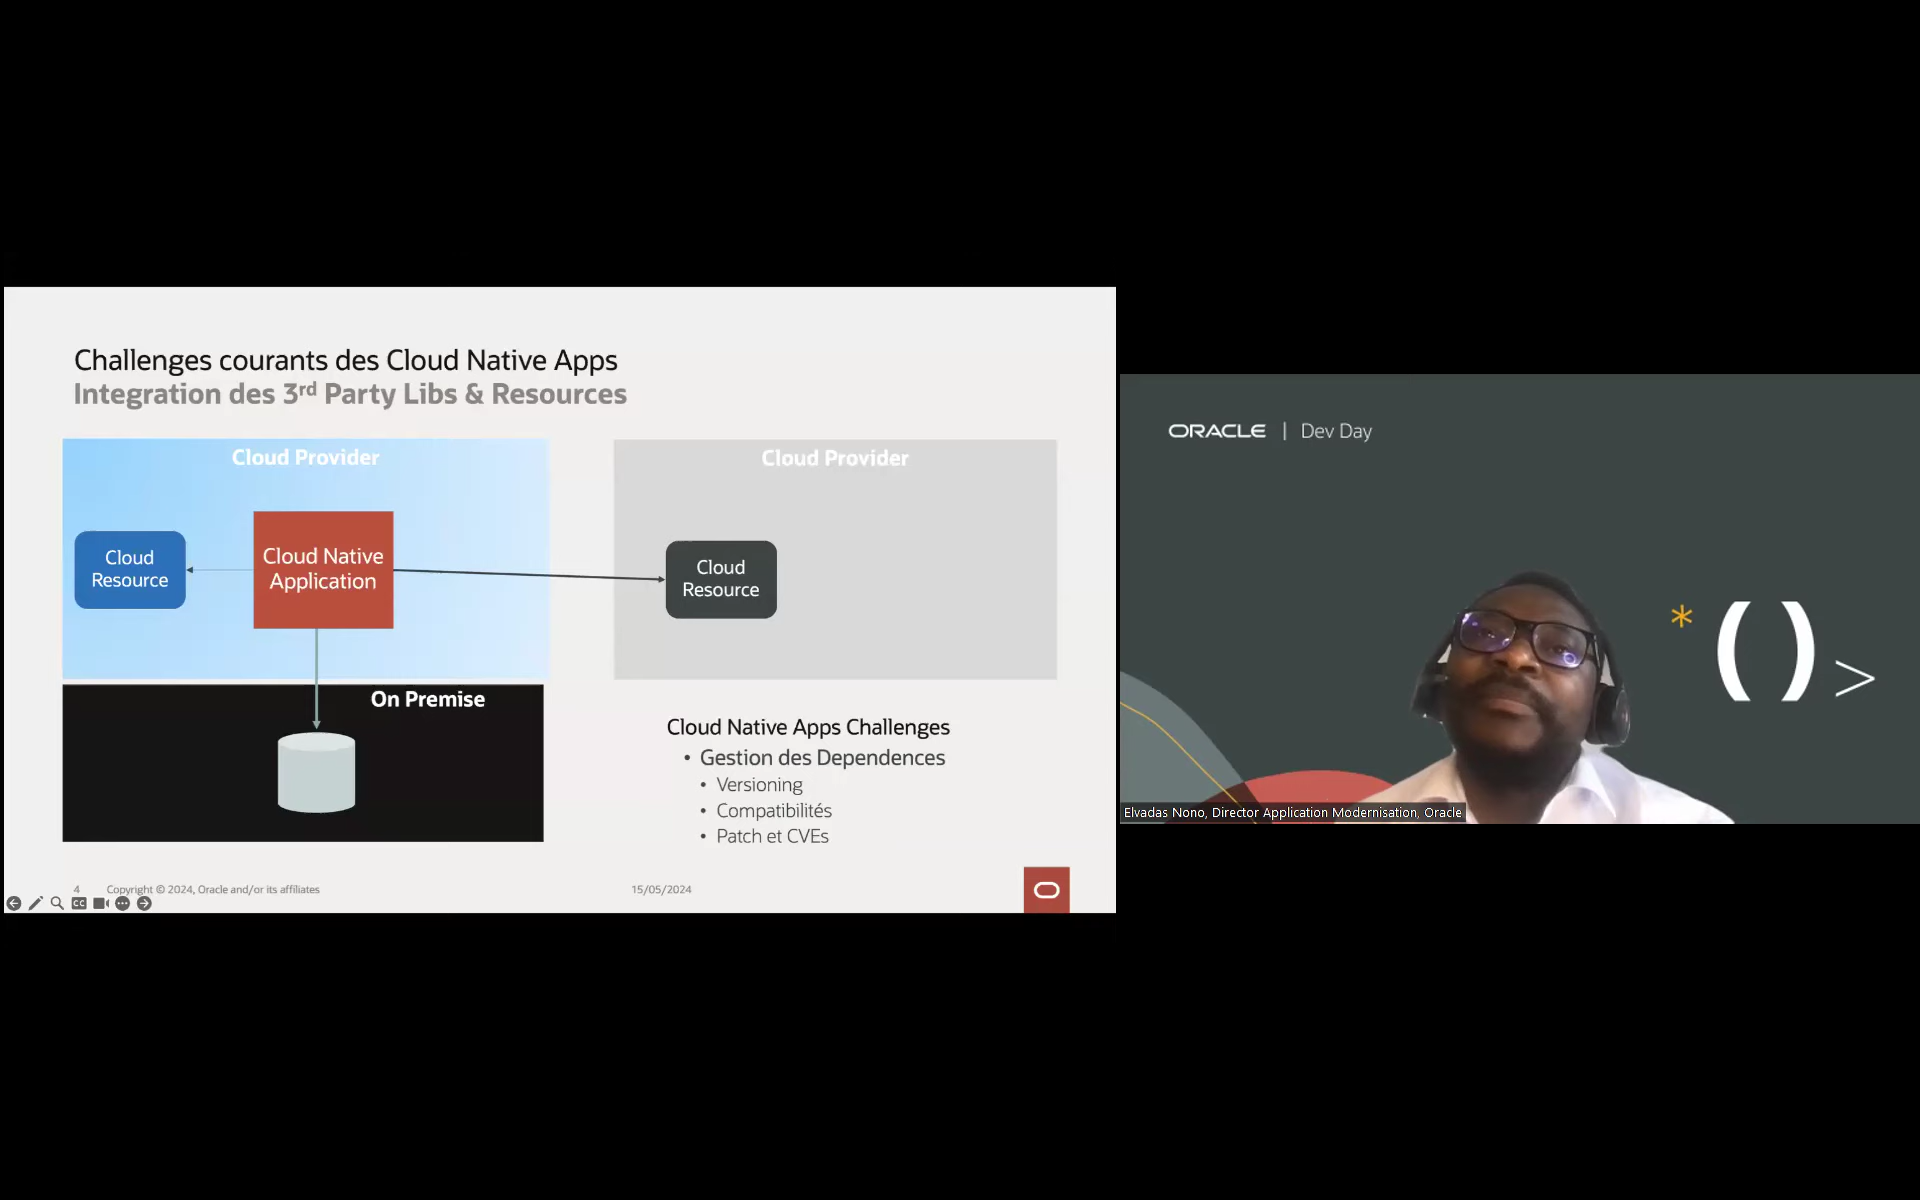 Challenges courants des Cloud Native Apps
Integration des 3rd Party Libs & Resources
Cloud Provider
Cloud
Resource
Cloud Native
Application
Cloud Provider
Cloud
Resource
On Premise
Cloud Native Apps Challenges
• Gestion des Dependences
• Versioning
• Compatibilités
• Patch et CVEs
4 Copyright © 2024, Oracle and/or its affiliates 15/05/2024
CC
ORACLE | Dev Day
* ( ) >
Elvadas Nono, Director Application Modernisation, Oracle